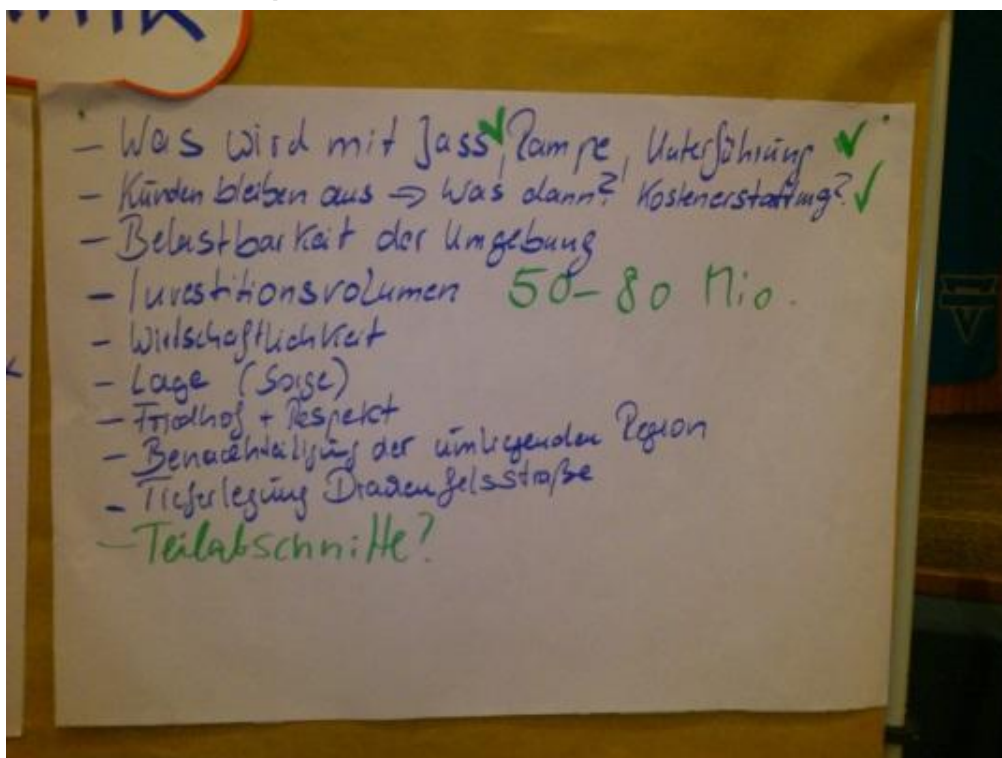 - Was wird mit Jass, Rampe, Unterführung
- Kunden bleiben aus => Was dann? Kostenerstattung?
- Belastbarkeit der Umgebung
- Investitionsvolumen 50-80 Mio.
- Wirtschaftlichkeit
- Lage (Sorge)
- Friedhof + Respekt
- Benachteiligung der umliegenden Region
- Tieferlegung Drachenfelsstraße
- Teilabschnitte?